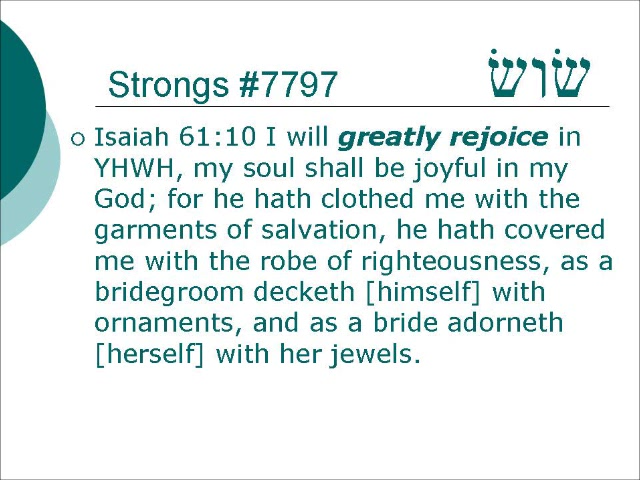 Strongs #7797 שׂוּשׂ
Isaiah 61:10 I will greatly rejoice in
YHWH, my soul shall be joyful in my
God; for he hath clothed me with the
garments of salvation, he hath covered
me with the robe of righteousness, as a
bridegroom decketh [himself] with
ornaments, and as a bride adorneth
[herself] with her jewels.